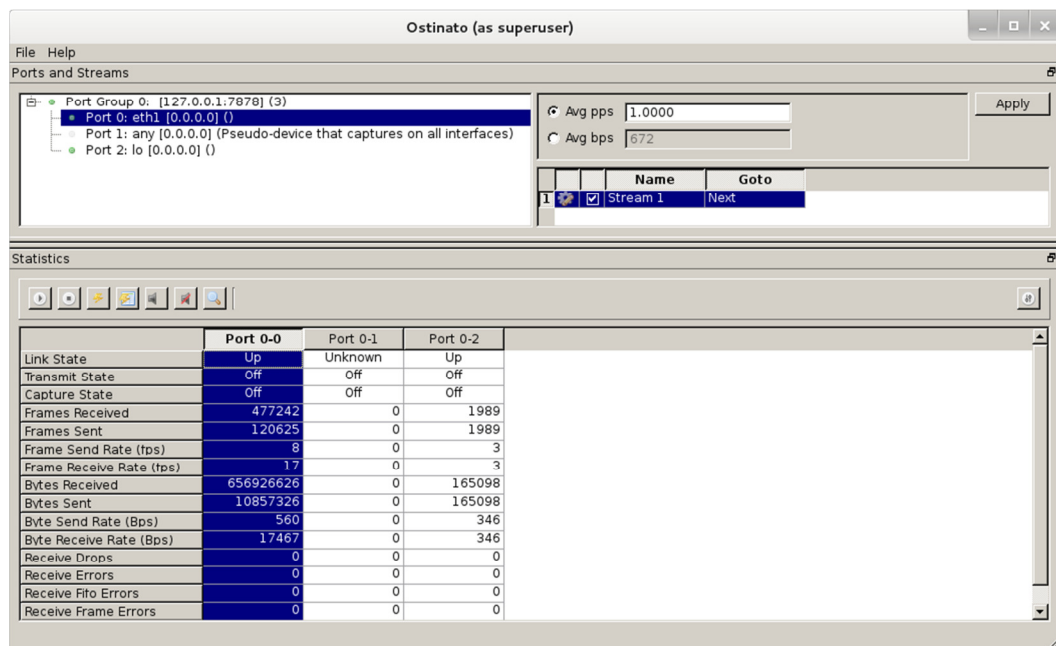 Ostinato (as superuser)
File Help
Ports and Streams
Port Group 0: [127.0.0.1:7878] (3)
Port 0: eth1 [0.0.0.0] ()
Port 1: any [0.0.0.0] (Pseudo-device that captures on all interfaces)
Port 2: lo [0.0.0.0] ()
Avg pps 1.0000
Avg bps 672
Apply
Name Goto
1 Stream 1 Next
Statistics
Port 0-0 Port 0-1 Port 0-2
Link State Up Unknown Up
Transmit State Off Off Off
Capture State Off Off Off
Frames Received 477242 0 1989
Frames Sent 120625 0 1989
Frame Send Rate (fps) 8 0 3
Frame Receive Rate (fps) 17 0 3
Bytes Received 656926626 0 165098
Bytes Sent 10857326 0 165098
Byte Send Rate (Bps) 560 0 346
Byte Receive Rate (Bps) 17467 0 346
Receive Drops 0 0 0
Receive Errors 0 0 0
Receive Fifo Errors 0 0 0
Receive Frame Errors 0 0 0